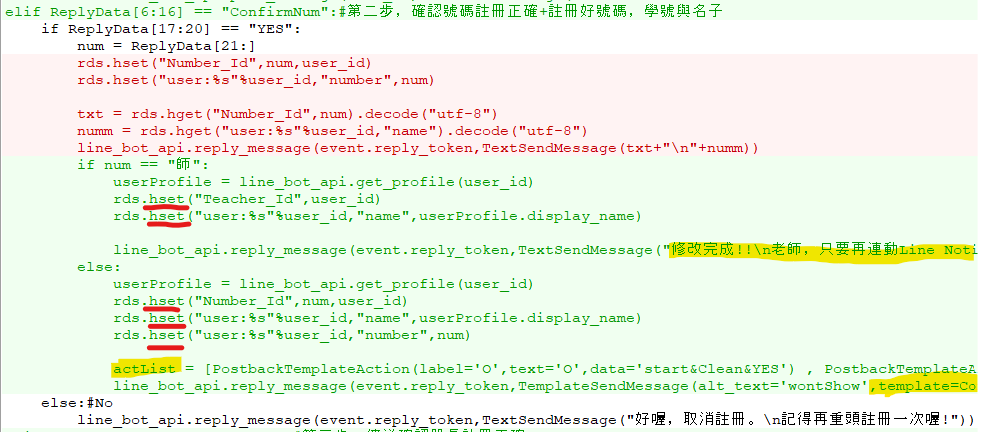 elif ReplyData[6:16] == "ConfirmNum":#第二步，確認號碼註冊正確+註冊好號碼，學號與名子
if ReplyData[17:20] == "YES":
num = ReplyData[21:]
rds.hset("Number_Id",num,user_id)
rds.hset("user:%s"%user_id,"number",num)
txt = rds.hget("Number_Id",num).decode("utf-8")
numm = rds.hget("user:%s"%user_id,"name").decode("utf-8")
line_bot_api.reply_message(event.reply_token,TextSendMessage(txt+"\n"+numm))
if num == "師":
userProfile = line_bot_api.get_profile(user_id)
rds.hset("Teacher_Id",user_id)
rds.hset("user:%s"%user_id,"name",userProfile.display_name)
line_bot_api.reply_message(event.reply_token,TextSendMessage("修改完成!!\n老師，只要再連動Line Noti
else:
userProfile = line_bot_api.get_profile(user_id)
rds.hset("Number_Id",num,user_id)
rds.hset("user:%s"%user_id,"name",userProfile.display_name)
rds.hset("user:%s"%user_id,"number",num)
actList = [PostbackTemplateAction(label='O',text='O',data='start&Clean&YES') , PostbackTemplateA
line_bot_api.reply_message(event.reply_token,TemplateSendMessage(alt_text='wontShow',template=Co
else:#No
line_bot_api.reply_message(event.reply_token,TextSendMessage("好喔，取消註冊。\n記得再重頭註冊一次喔!"))